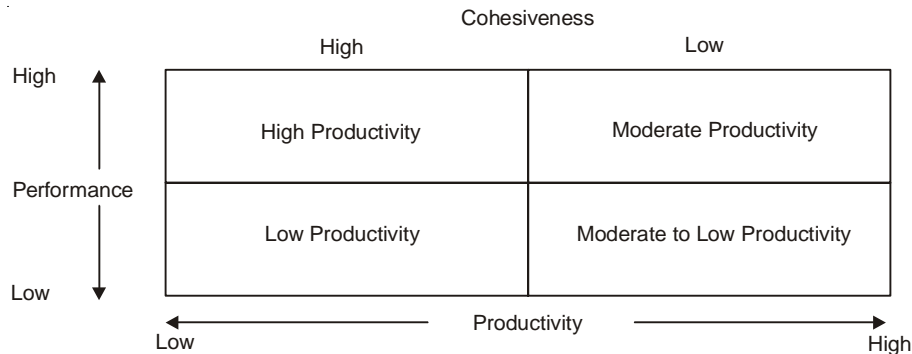 Cohesiveness
High Low
High
High Productivity Moderate Productivity
Performance
Low Productivity Moderate to Low Productivity
Low
Productivity
Low High